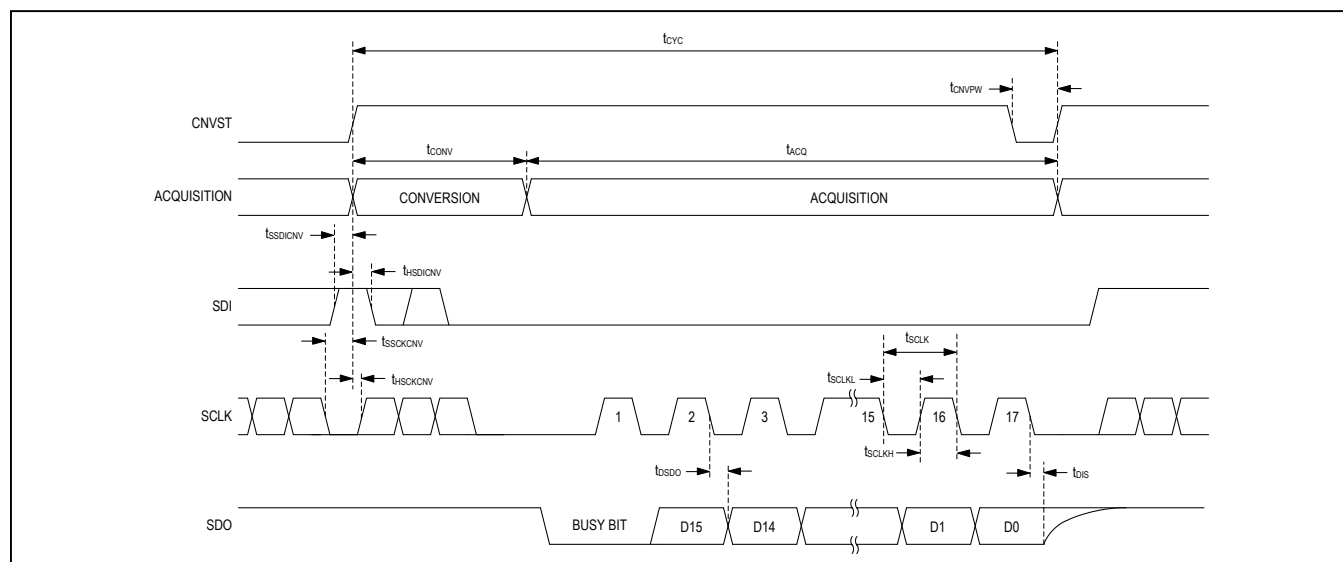 tCYC
tCNVPW
CNVST
tCONV
tACQ
ACQUISITION
CONVERSION
ACQUISITION
tSSDICNV
tHSDICNV
SDI
tSSCKCNV
tSCLK
tHSCKCNV
tSCLKL
SCLK
1 2 3 15 16 17
tSCLKH
tDSDO
tDIS
SDO
BUSY BIT D15 D14 D1 D0